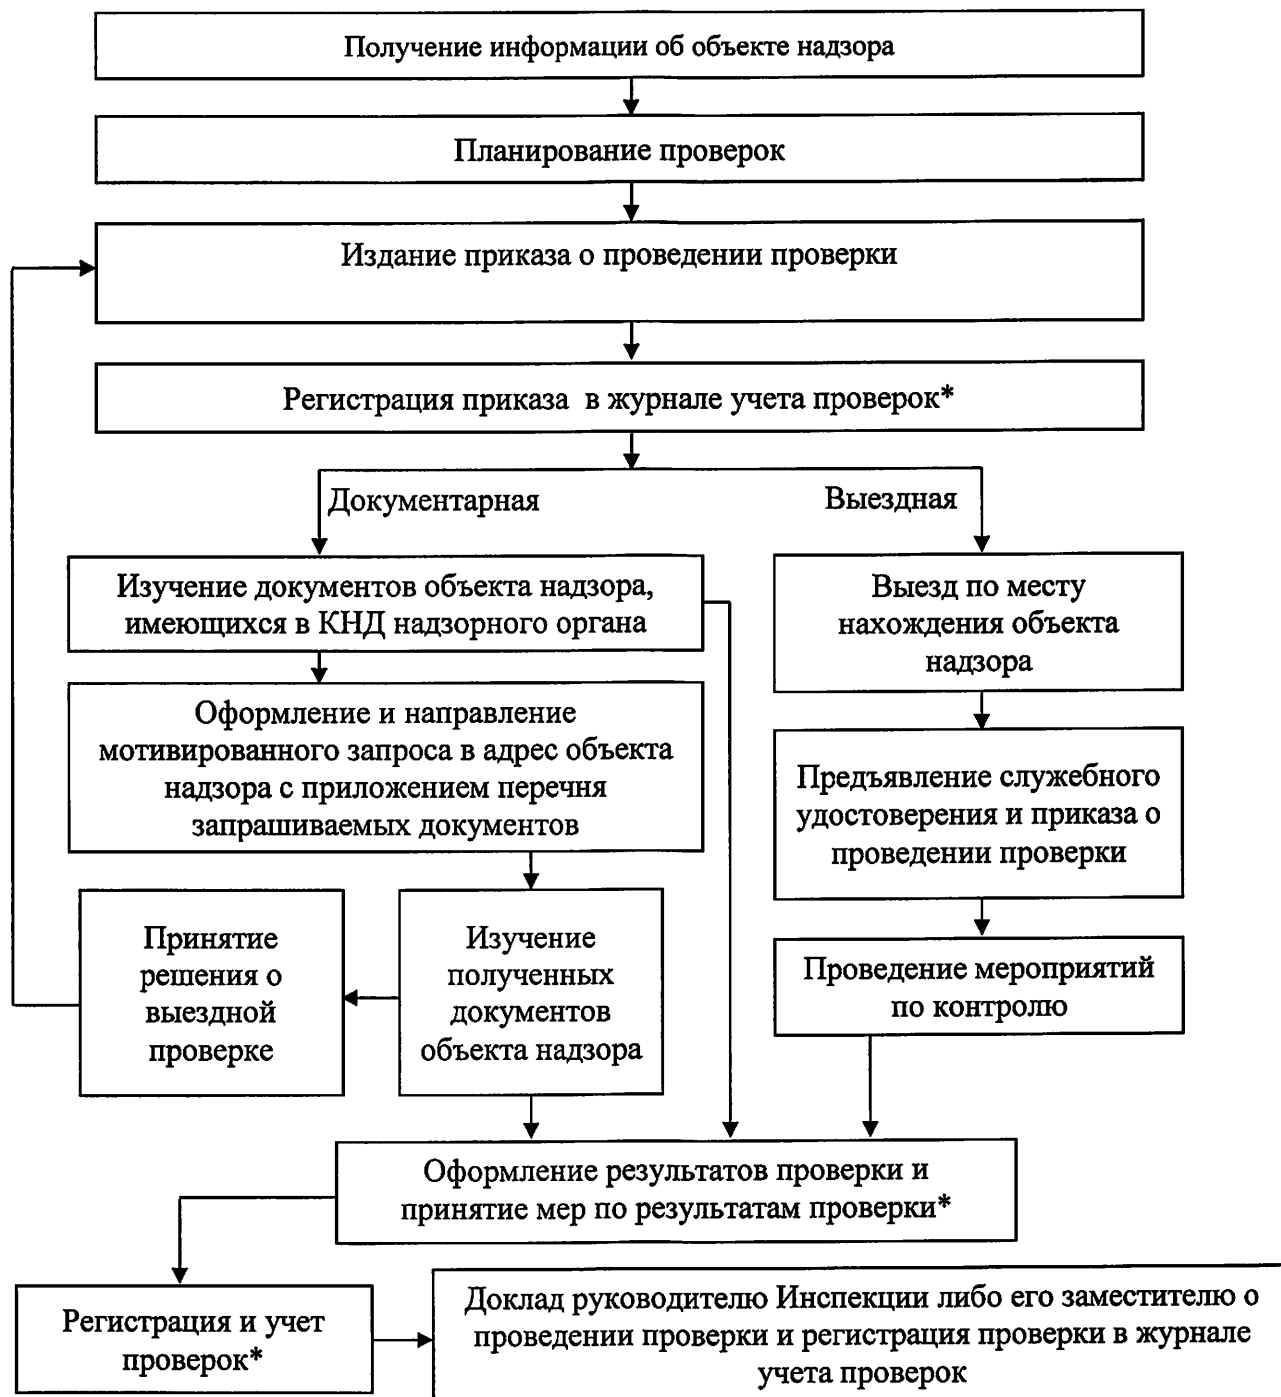 Получение информации об объекте надзора
Планирование проверок
Издание приказа о проведении проверки
Регистрация приказа в журнале учета проверок*
Документарная
Выездная
Изучение документов объекта надзора,
имеющихся в КНД надзорного органа
Выезд по месту
нахождения объекта
надзора
Оформление и направление
мотивированного запроса в адрес объекта
надзора с приложением перечня
запрашиваемых документов
Предъявление служебного
удостоверения и приказа о
проведении проверки
Принятие
решения о
выездной
проверке
Изучение
полученных
документов
объекта надзора
Проведение мероприятий
по контролю
Оформление результатов проверки и
принятие мер по результатам проверки*
Регистрация и учет
проверок*
Доклад руководителю Инспекции либо его заместителю о
проведении проверки и регистрация проверки в журнале
учета проверок